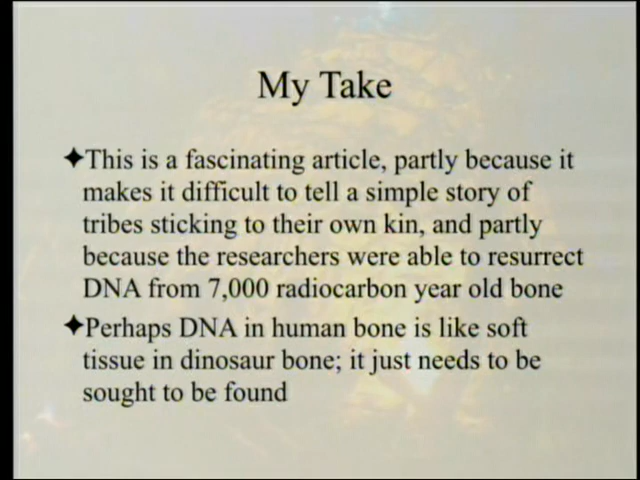 My Take
✦This is a fascinating article, partly because it
makes it difficult to tell a simple story of
tribes sticking to their own kin, and partly
because the researchers were able to resurrect
DNA from 7,000 radiocarbon year old bone
✦Perhaps DNA in human bone is like soft
tissue in dinosaur bone; it just needs to be
sought to be found